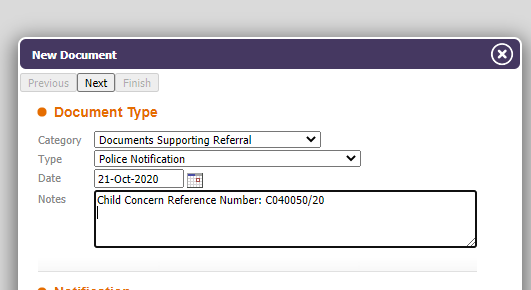 New Document
Previous Next Finish
Document Type
Category Documents Supporting Referral
Type Police Notification
Date 21-Oct-2020
Notes Child Concern Reference Number: C040050/20
Notification